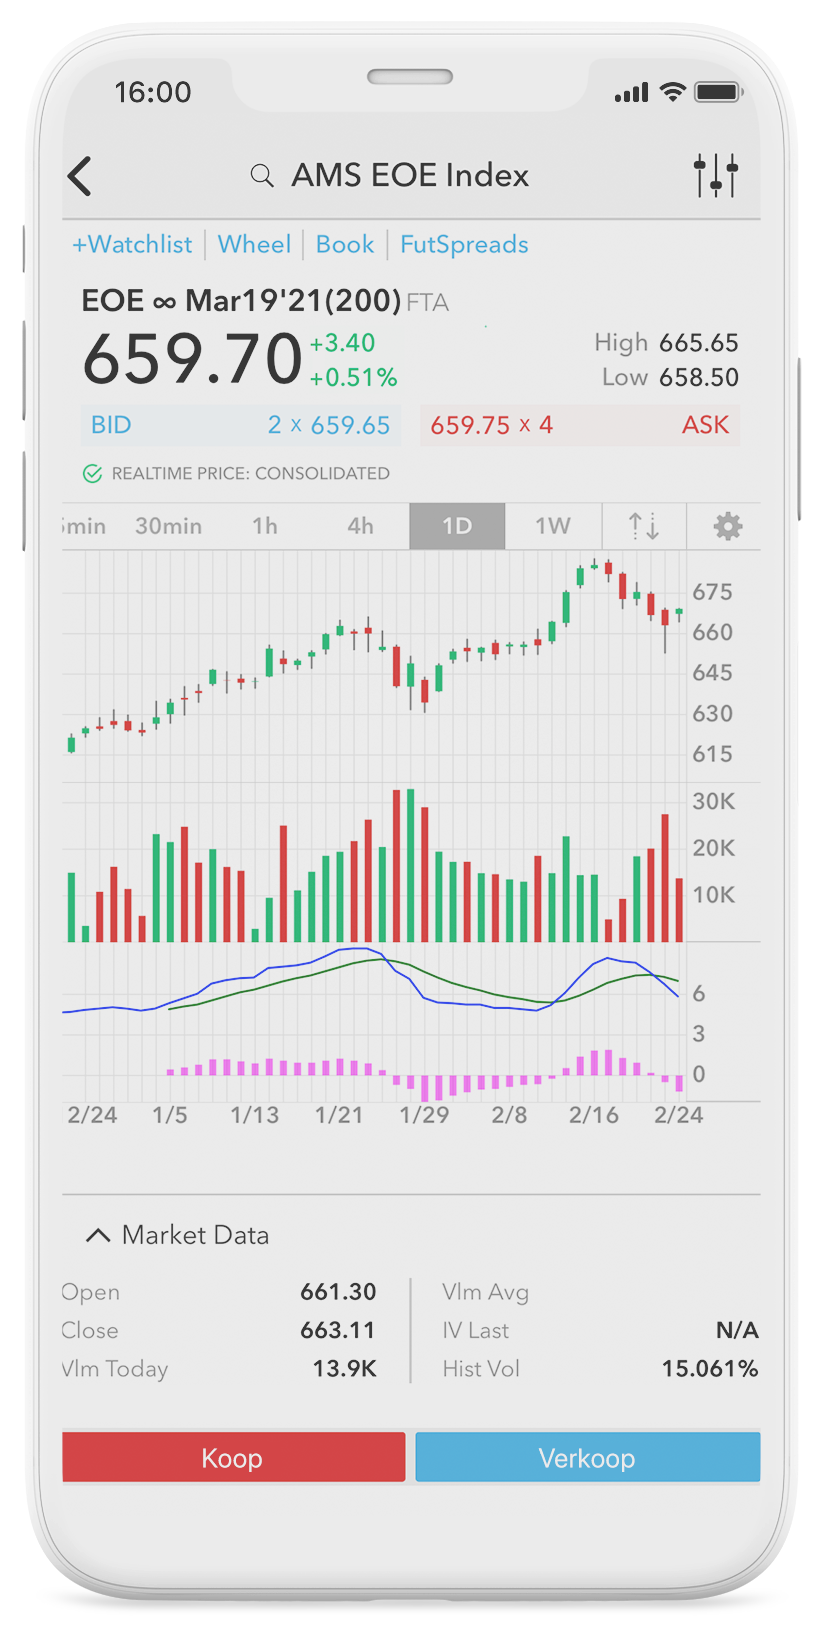 16:00
AMS EOE Index
+Watchlist | Wheel | Book | FutSpreads
EOE ∞ Mar19'21(200) FTA
659.70 +3.40 +0.51%
High 665.65
Low 658.50
BID 2 x 659.65 659.75 x 4 ASK
REALTIME PRICE: CONSOLIDATED
5min 30min 1h 4h 1D 1W
675
660
645
630
615
30K
20K
10K
6
3
0
2/24 1/5 1/13 1/21 1/29 2/8 2/16 2/24
Market Data
Open 661.30 Vlm Avg
Close 663.11 IV Last N/A
Vlm Today 13.9K Hist Vol 15.061%
Koop Verkoop